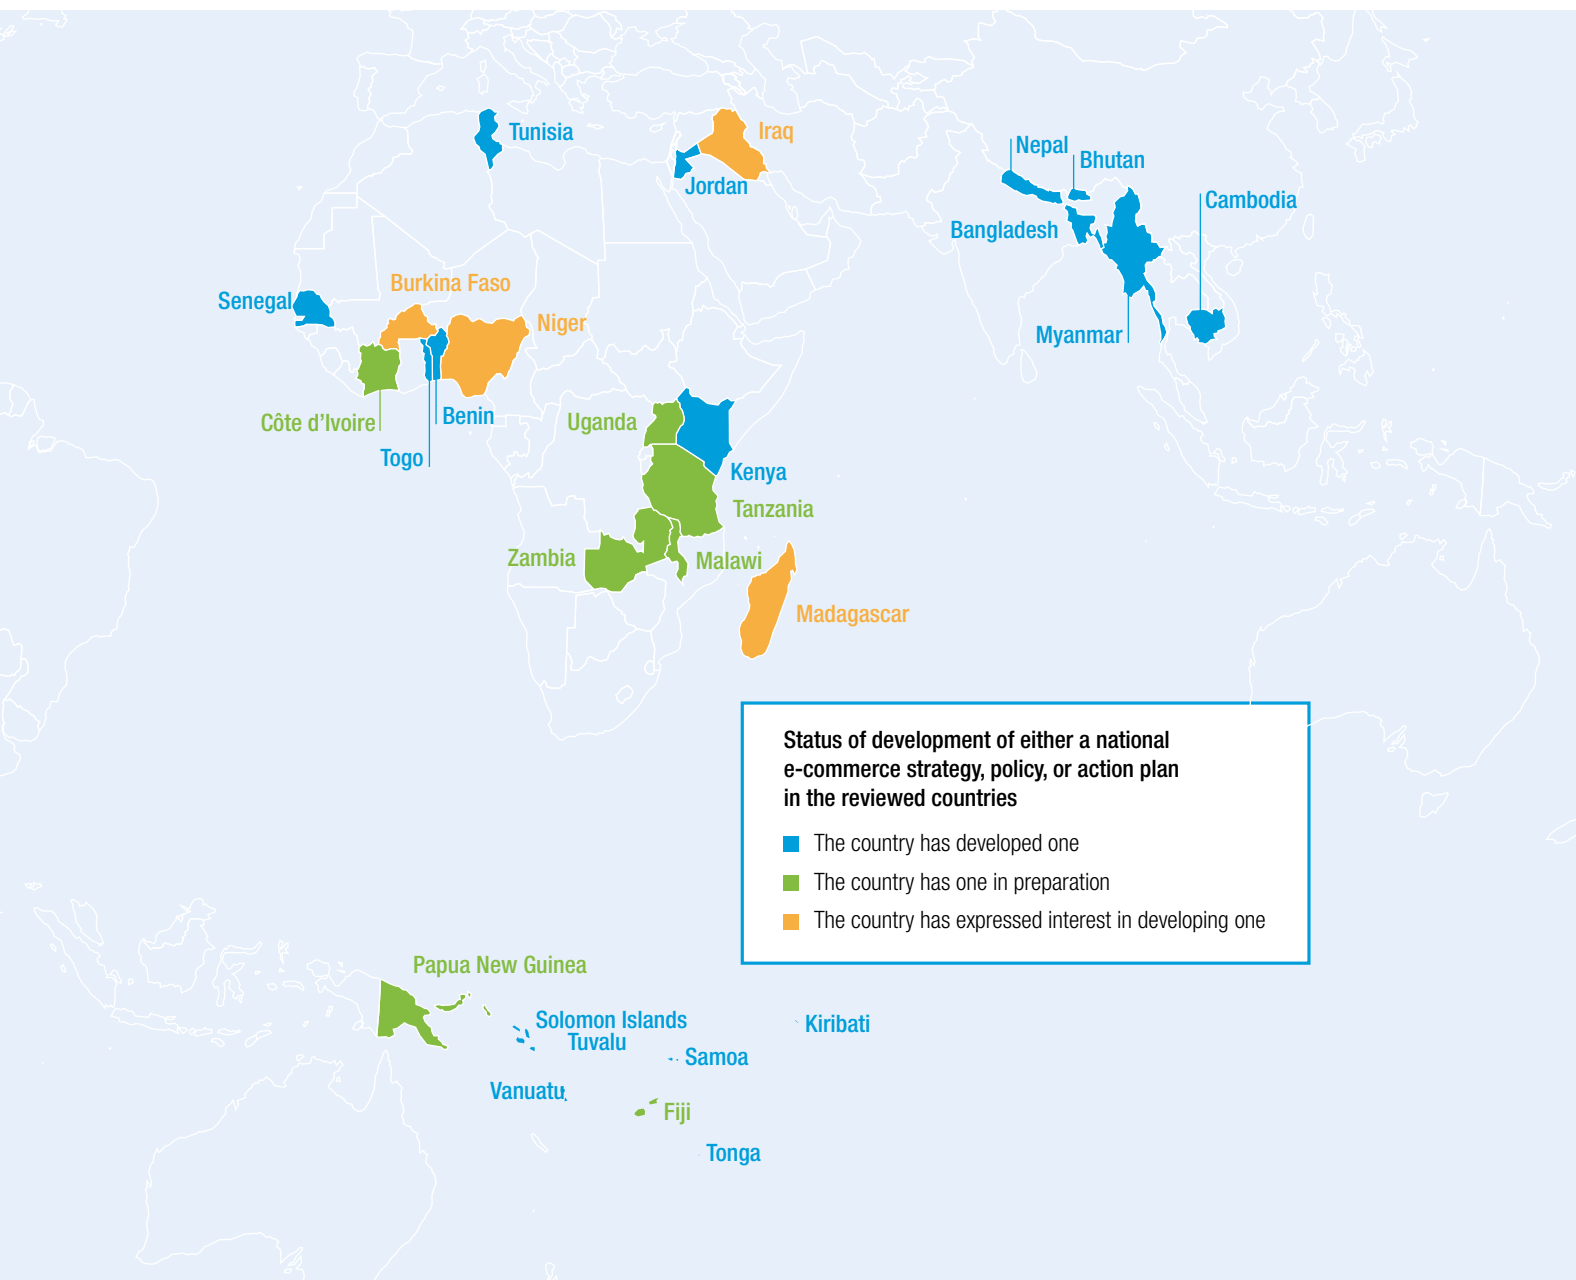 Tunisia
Iraq
Jordan
Nepal
Bhutan
Cambodia
Bangladesh
Myanmar
Senegal
Burkina Faso
Niger
Côte d’Ivoire
Benin
Togo
Uganda
Kenya
Tanzania
Zambia
Malawi
Madagascar
Status of development of either a national
e-commerce strategy, policy, or action plan
in the reviewed countries
The country has developed one
The country has one in preparation
The country has expressed interest in developing one
Papua New Guinea
Solomon Islands
Tuvalu
Kiribati
Samoa
Vanuatu
Fiji
Tonga